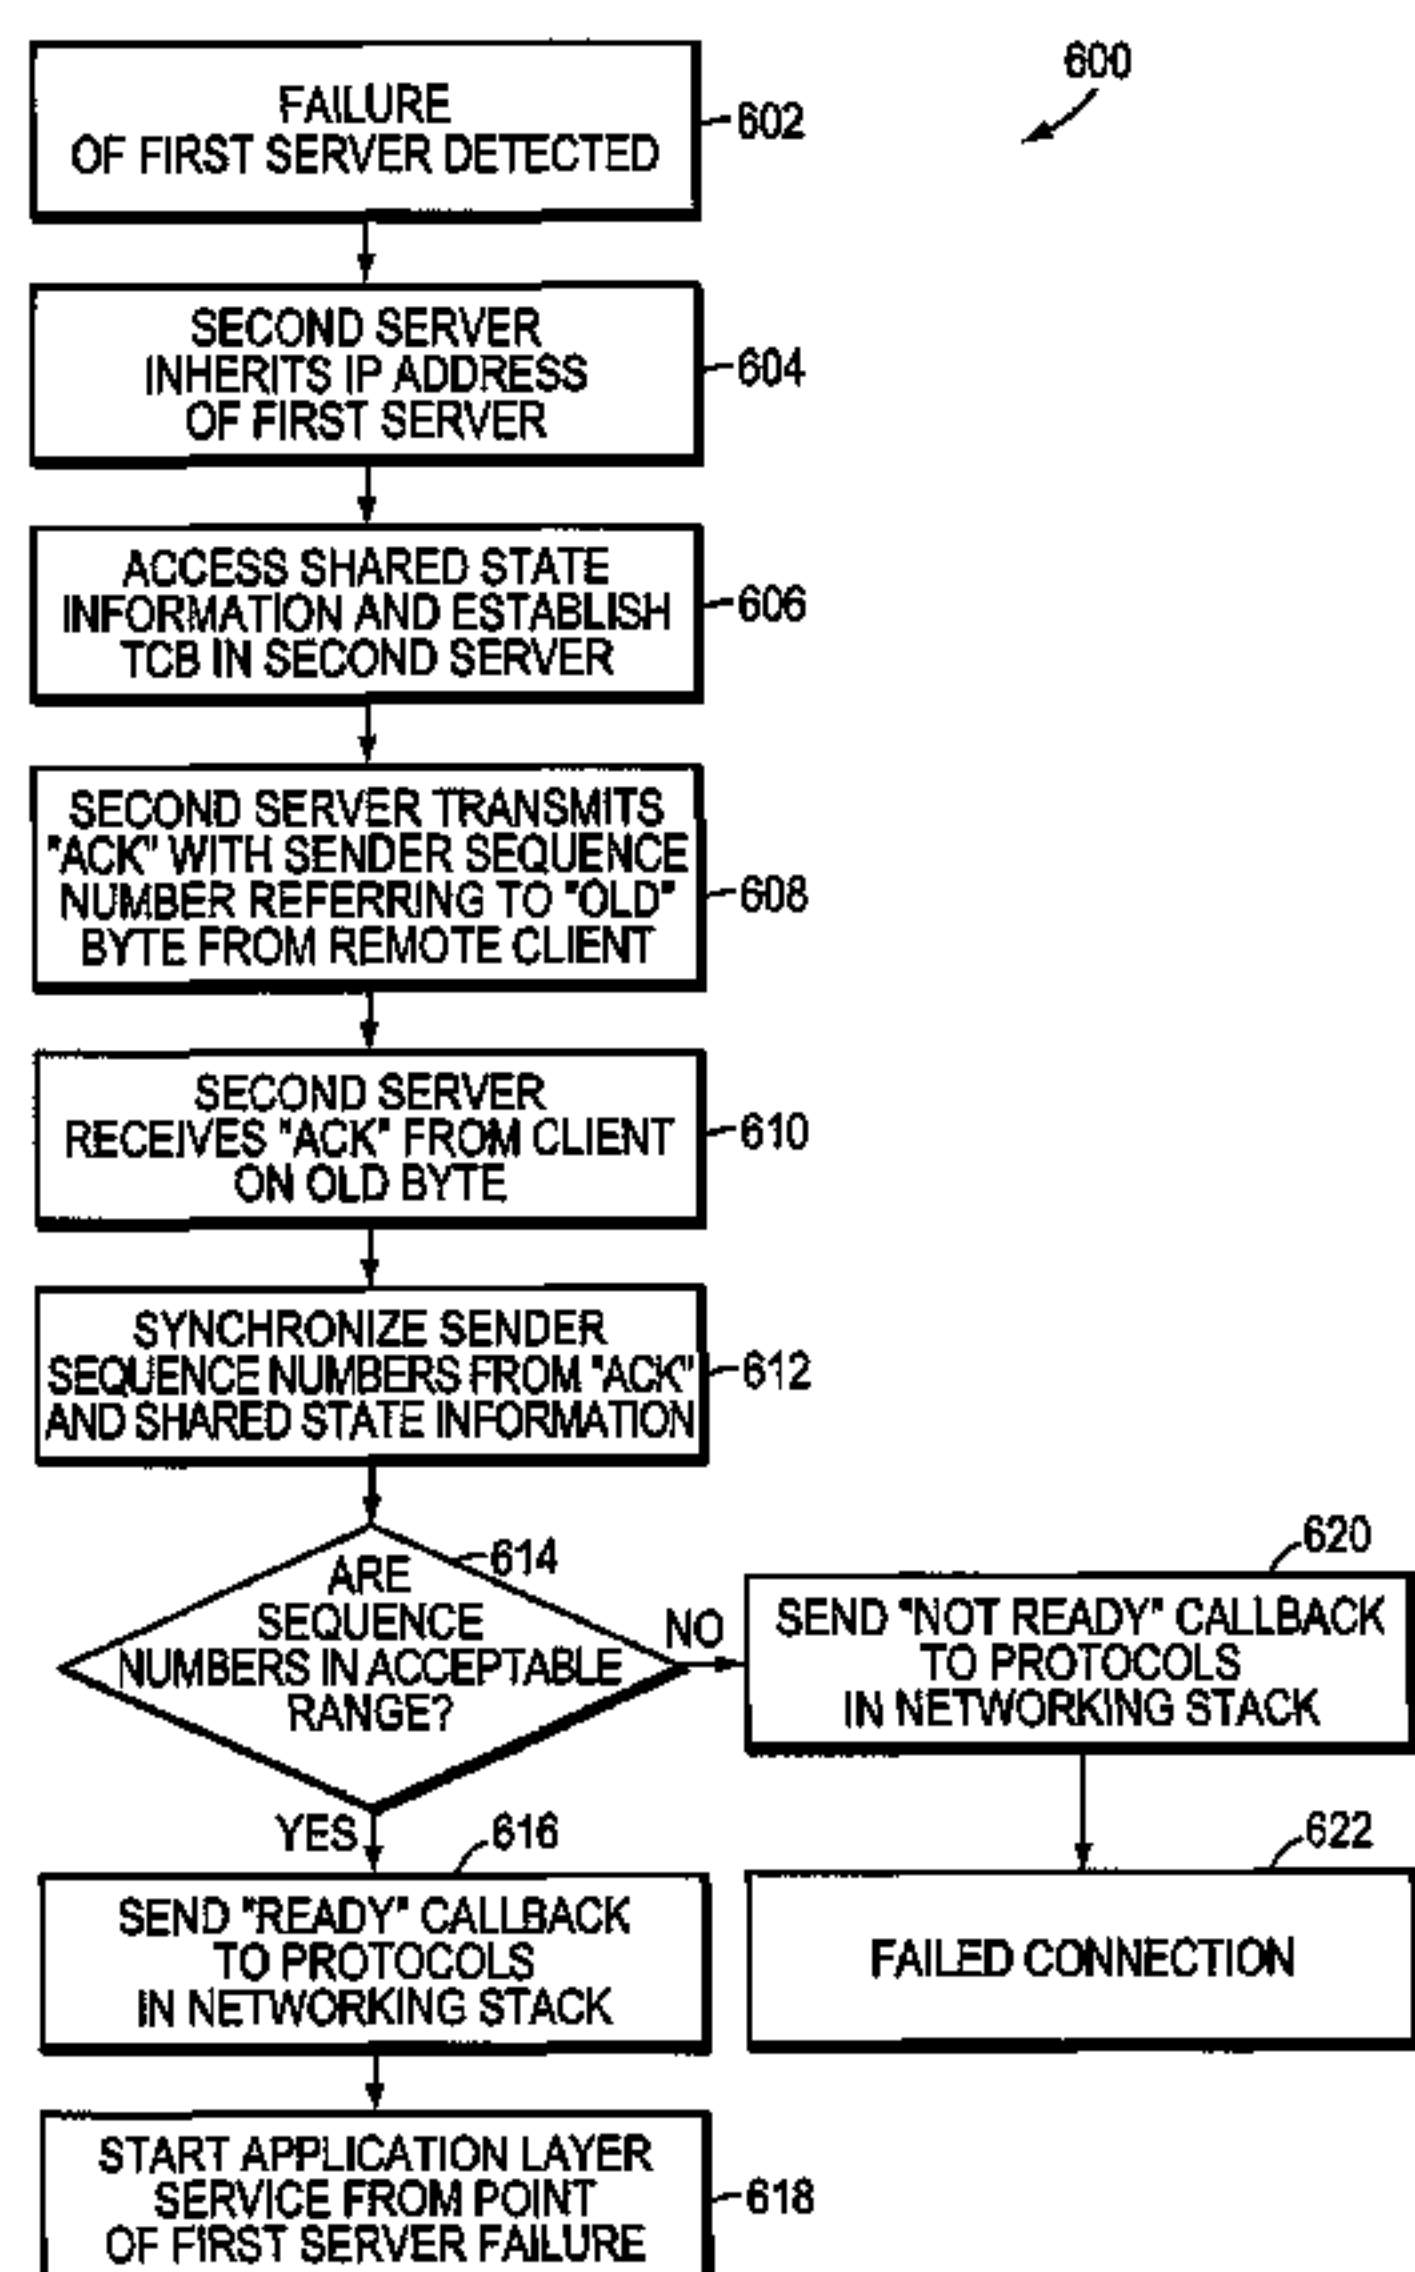 600
FAILURE
OF FIRST SERVER DETECTED
602
SECOND SERVER
INHERITS IP ADDRESS
OF FIRST SERVER
604
ACCESS SHARED STATE
INFORMATION AND ESTABLISH
TCB IN SECOND SERVER
606
SECOND SERVER TRANSMITS
"ACK" WITH SENDER SEQUENCE
NUMBER REFERRING TO "OLD"
BYTE FROM REMOTE CLIENT
608
SECOND SERVER
RECEIVES "ACK" FROM CLIENT
ON OLD BYTE
610
SYNCHRONIZE SENDER
SEQUENCE NUMBERS FROM "ACK"
AND SHARED STATE INFORMATION
612
ARE
SEQUENCE
NUMBERS IN ACCEPTABLE
RANGE?
614
NO
620
SEND "NOT READY" CALLBACK
TO PROTOCOLS
IN NETWORKING STACK
YES
616
SEND "READY" CALLBACK
TO PROTOCOLS
IN NETWORKING STACK
622
FAILED CONNECTION
START APPLICATION LAYER
SERVICE FROM POINT
OF FIRST SERVER FAILURE
618